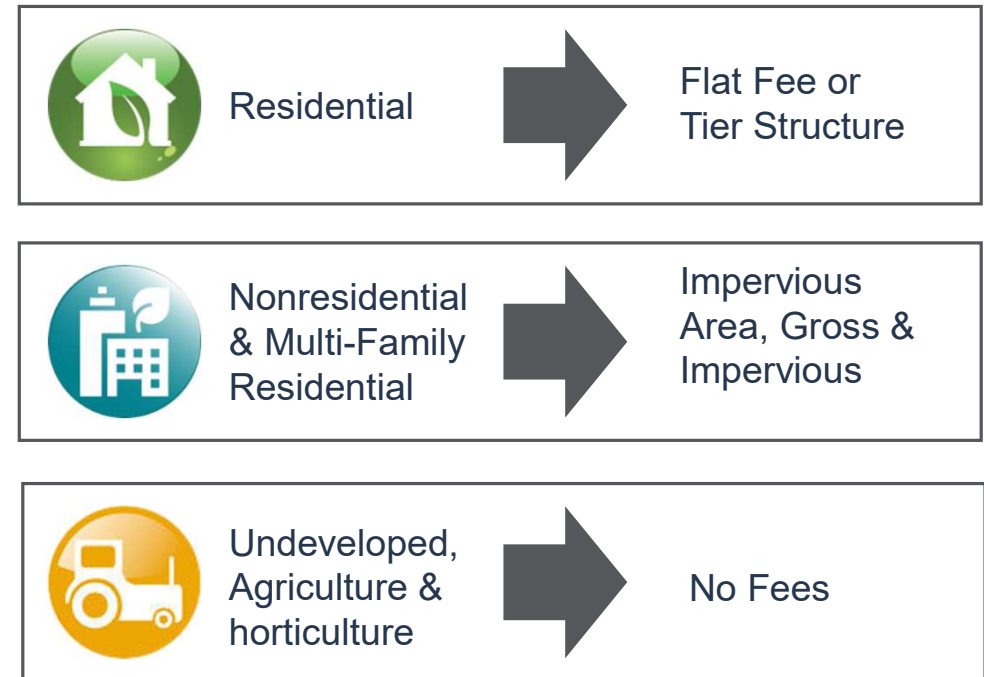 Residential
Flat Fee or
Tier Structure
Nonresidential
& Multi-Family
Residential
Impervious
Area, Gross &
Impervious
Undeveloped,
Agriculture &
horticulture
No Fees